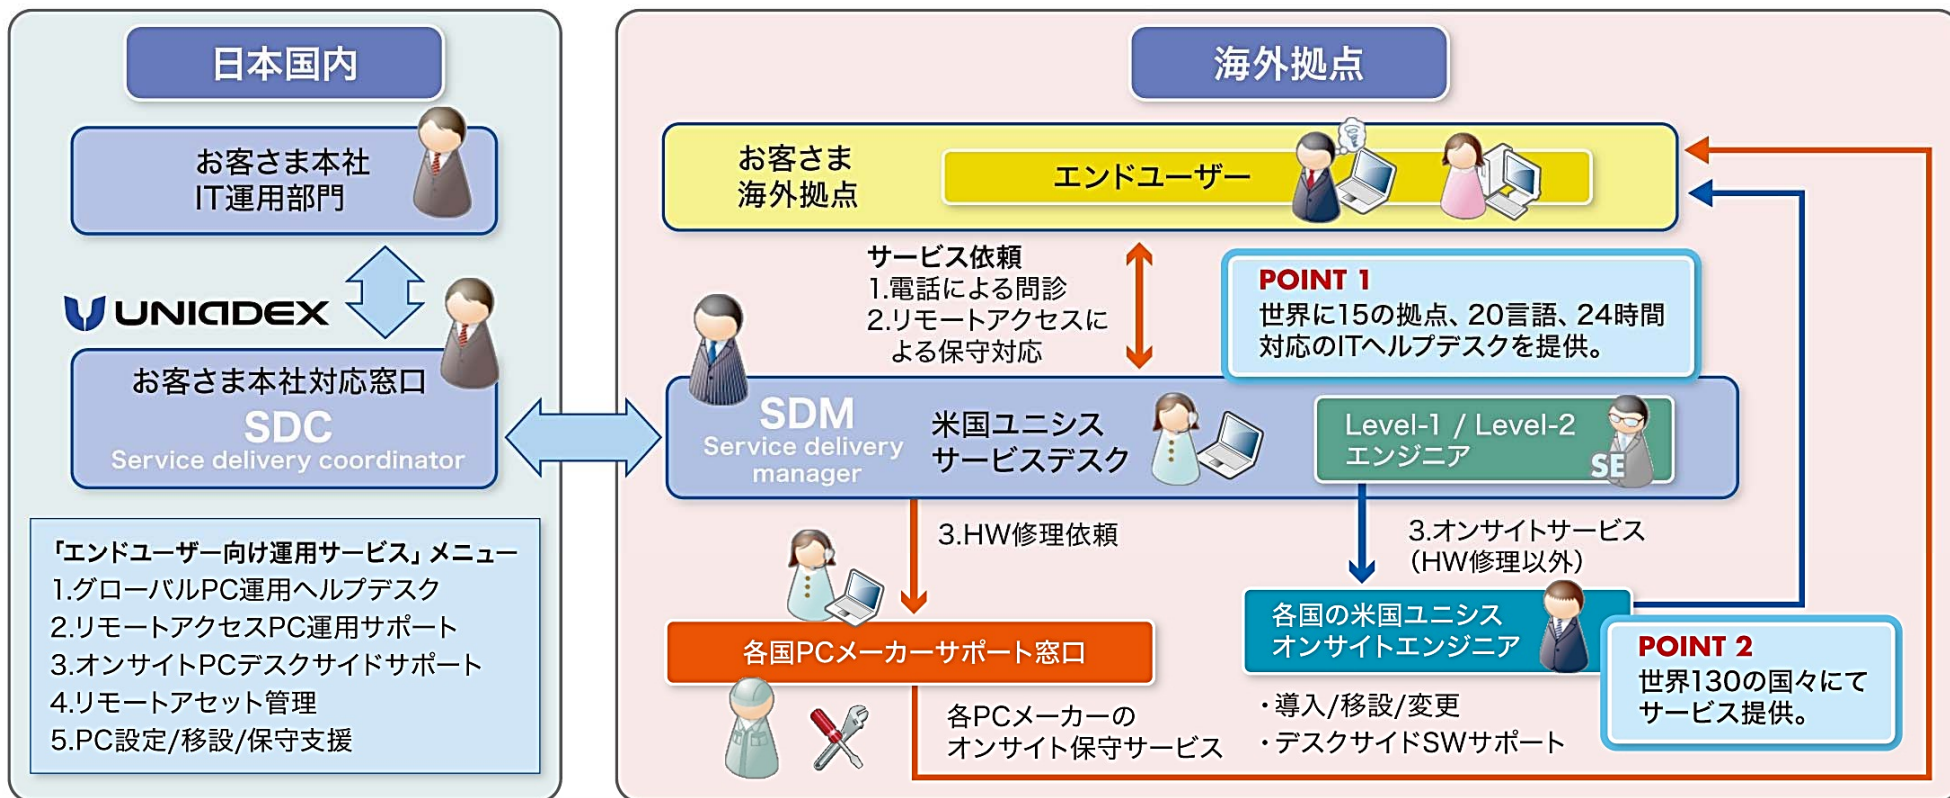 日本国内
お客さま本社
IT運用部門
UNIADEX
お客さま本社対応窓口
SDC
Service delivery coordinator
「エンドユーザー向け運用サービス」メニュー
1.グローバルPC運用ヘルプデスク
2.リモートアクセスPC運用サポート
3.オンサイトPCデスクサイドサポート
4.リモートアセット管理
5.PC設定/移設/保守支援
海外拠点
お客さま
海外拠点
エンドユーザー
サービス依頼
1.電話による問診
2.リモートアクセスに
よる保守対応
POINT 1
世界に15の拠点、20言語、24時間
対応のITヘルプデスクを提供。
SDM
Service delivery
manager
米国ユニシス
サービスデスク
Level-1 / Level-2
エンジニア
SE
3.HW修理依頼
3.オンサイトサービス
(HW修理以外)
各国PCメーカーサポート窓口
各国の米国ユニシス
オンサイトエンジニア
POINT 2
世界130の国々にて
サービス提供。
各PCメーカーの
オンサイト保守サービス
・導入/移設/変更
・デスクサイドSWサポート